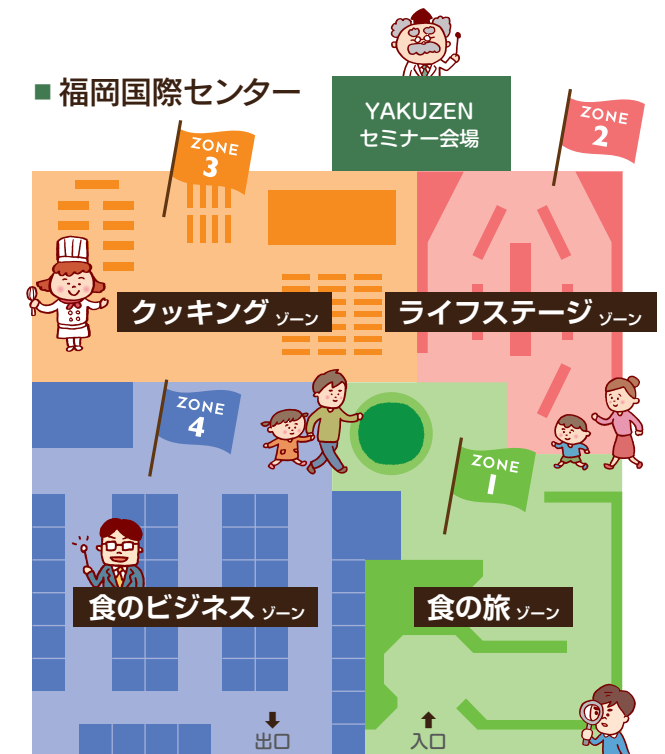 ■ 福岡国際センター
YAKUZEN
セミナー会場
ZONE
2
ZONE
3
クッキング ゾーン
ライフステージ ゾーン
ZONE
4
ZONE
1
食のビジネス ゾーン
食の旅 ゾーン
出口
入口